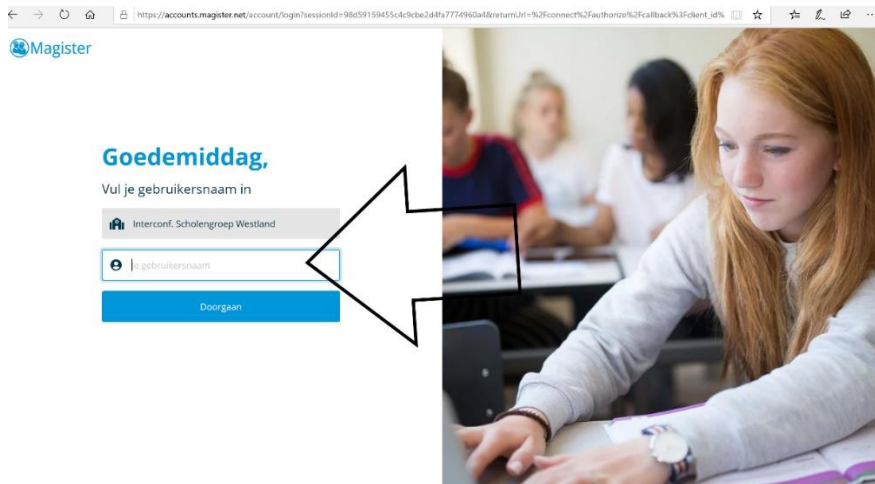 https://accounts.magister.net/account/login?sessionId=98d59159455c4c9cbe2d4fa7774960a4&returnUrl=%2Fconnect%2Fauthorize%2Fcallback%3Fclient_id%
Magister
Goedemiddag,
Vul je gebruikersnaam in
Interconf. Scholengroep Westland
Je gebruikersnaam
Doorgaan